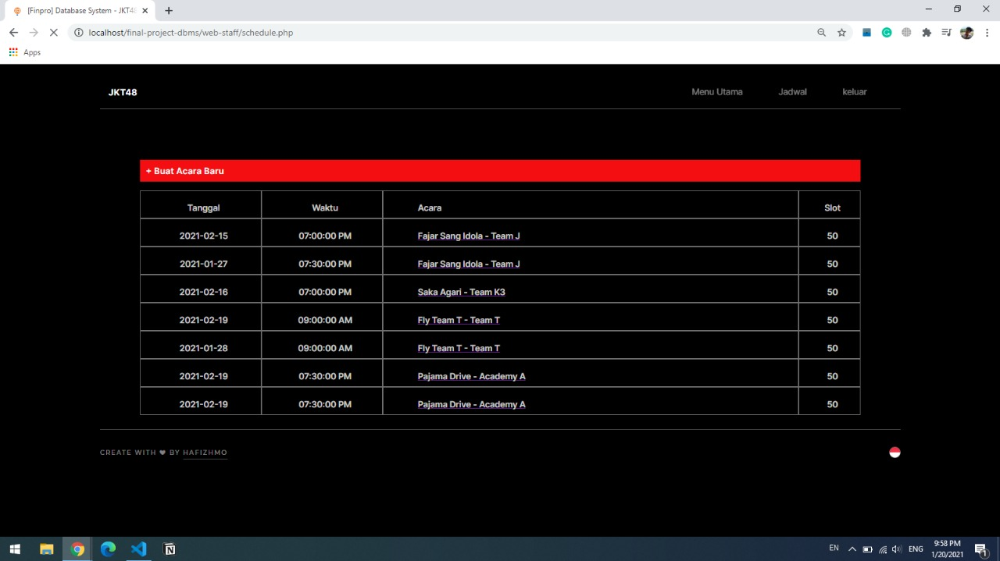 [Finpro] Database System - JKT48
localhost/final-project-dbms/web-staff/schedule.php
Apps
JKT48 Menu Utama Jadwal keluar
+ Buat Acara Baru
Tanggal Waktu Acara Slot
2021-02-15 07:00:00 PM Fajar Sang Idola - Team J 50
2021-01-27 07:30:00 PM Fajar Sang Idola - Team J 50
2021-02-16 07:00:00 PM Saka Agari - Team K3 50
2021-02-19 09:00:00 AM Fly Team T - Team T 50
2021-01-28 09:00:00 AM Fly Team T - Team T 50
2021-02-19 07:30:00 PM Pajama Drive - Academy A 50
2021-02-19 07:30:00 PM Pajama Drive - Academy A 50
CREATE WITH ❤ BY HAFIZHMO
EN ENG 9:58 PM
1/20/2021
1